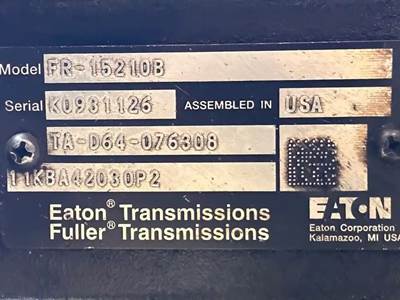 Model FR-15210B
Serial K0931126 ASSEMBLED IN USA
TA-D64-076308
11KBA42030P2
Eaton® Transmissions
Fuller® Transmissions
EATON
Eaton Corporation
Kalamazoo, MI USA